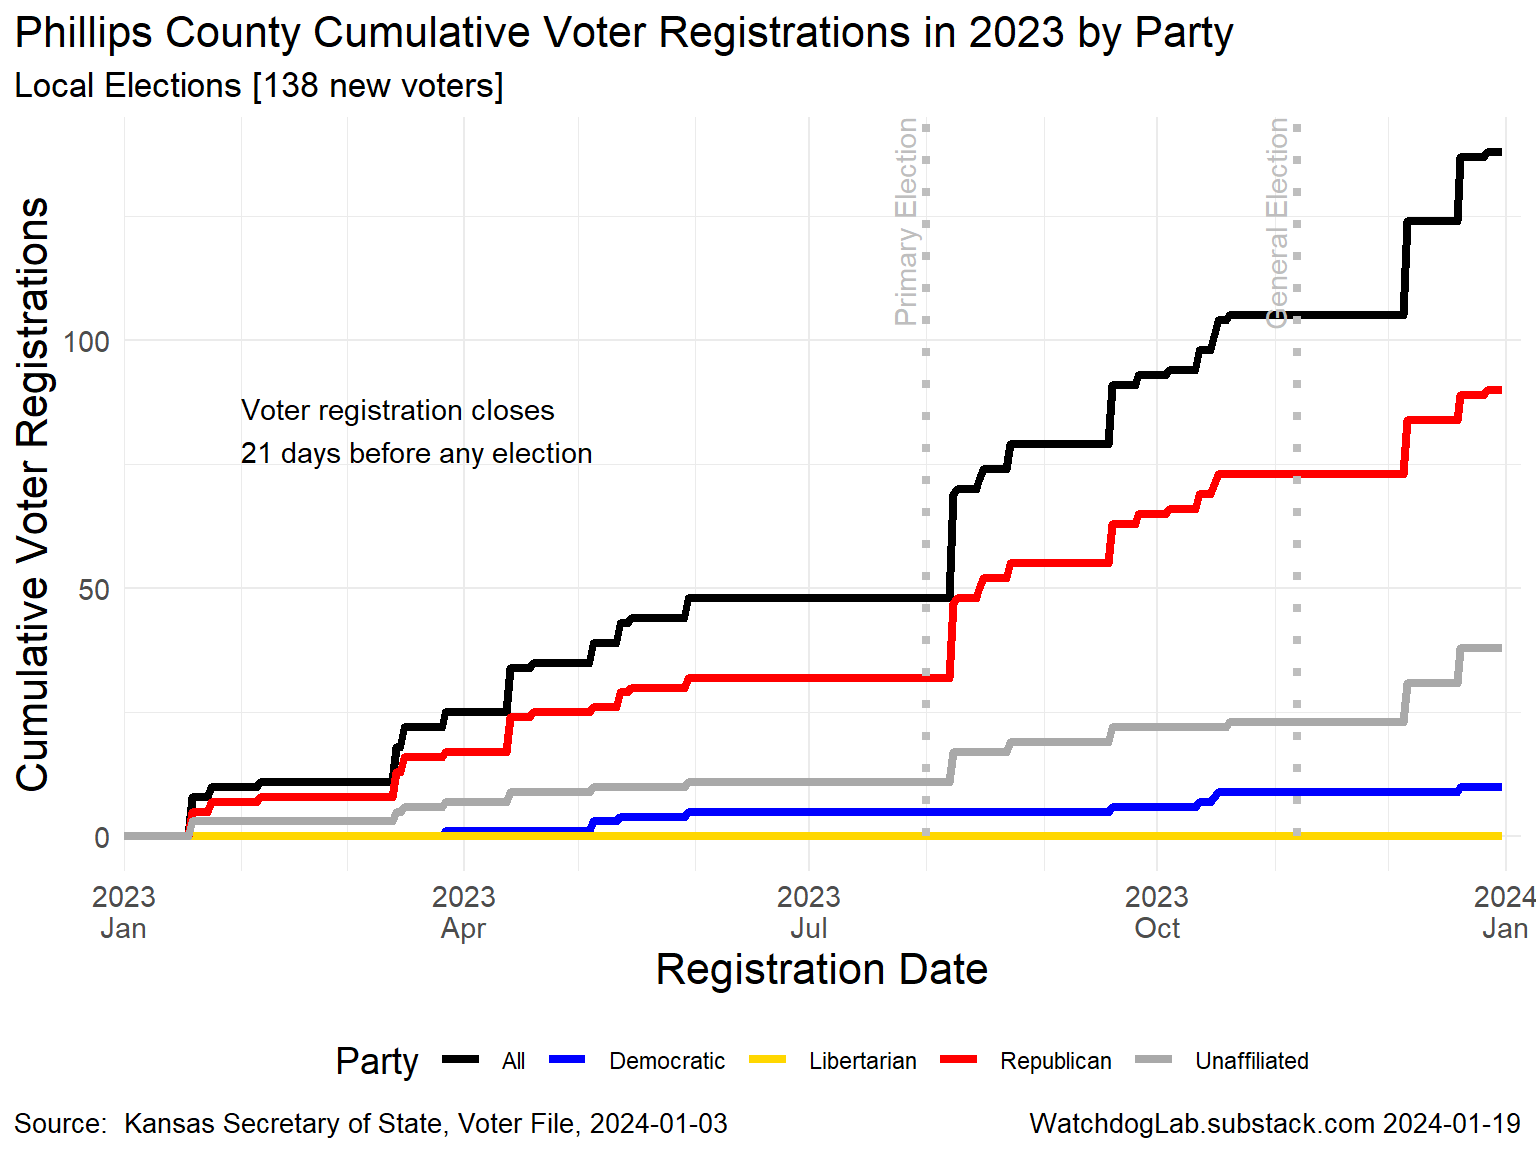 Phillips County Cumulative Voter Registrations in 2023 by Party
Local Elections [138 new voters]
Cumulative Voter Registrations
100
50
0
Primary Election
General Election
Voter registration closes
21 days before any election
2023
Jan
2023
Apr
2023
Jul
2023
Oct
2024
Jan
Registration Date
Party All Democratic Libertarian Republican Unaffiliated
Source:  Kansas Secretary of State, Voter File, 2024-01-03
WatchdogLab.substack.com 2024-01-19